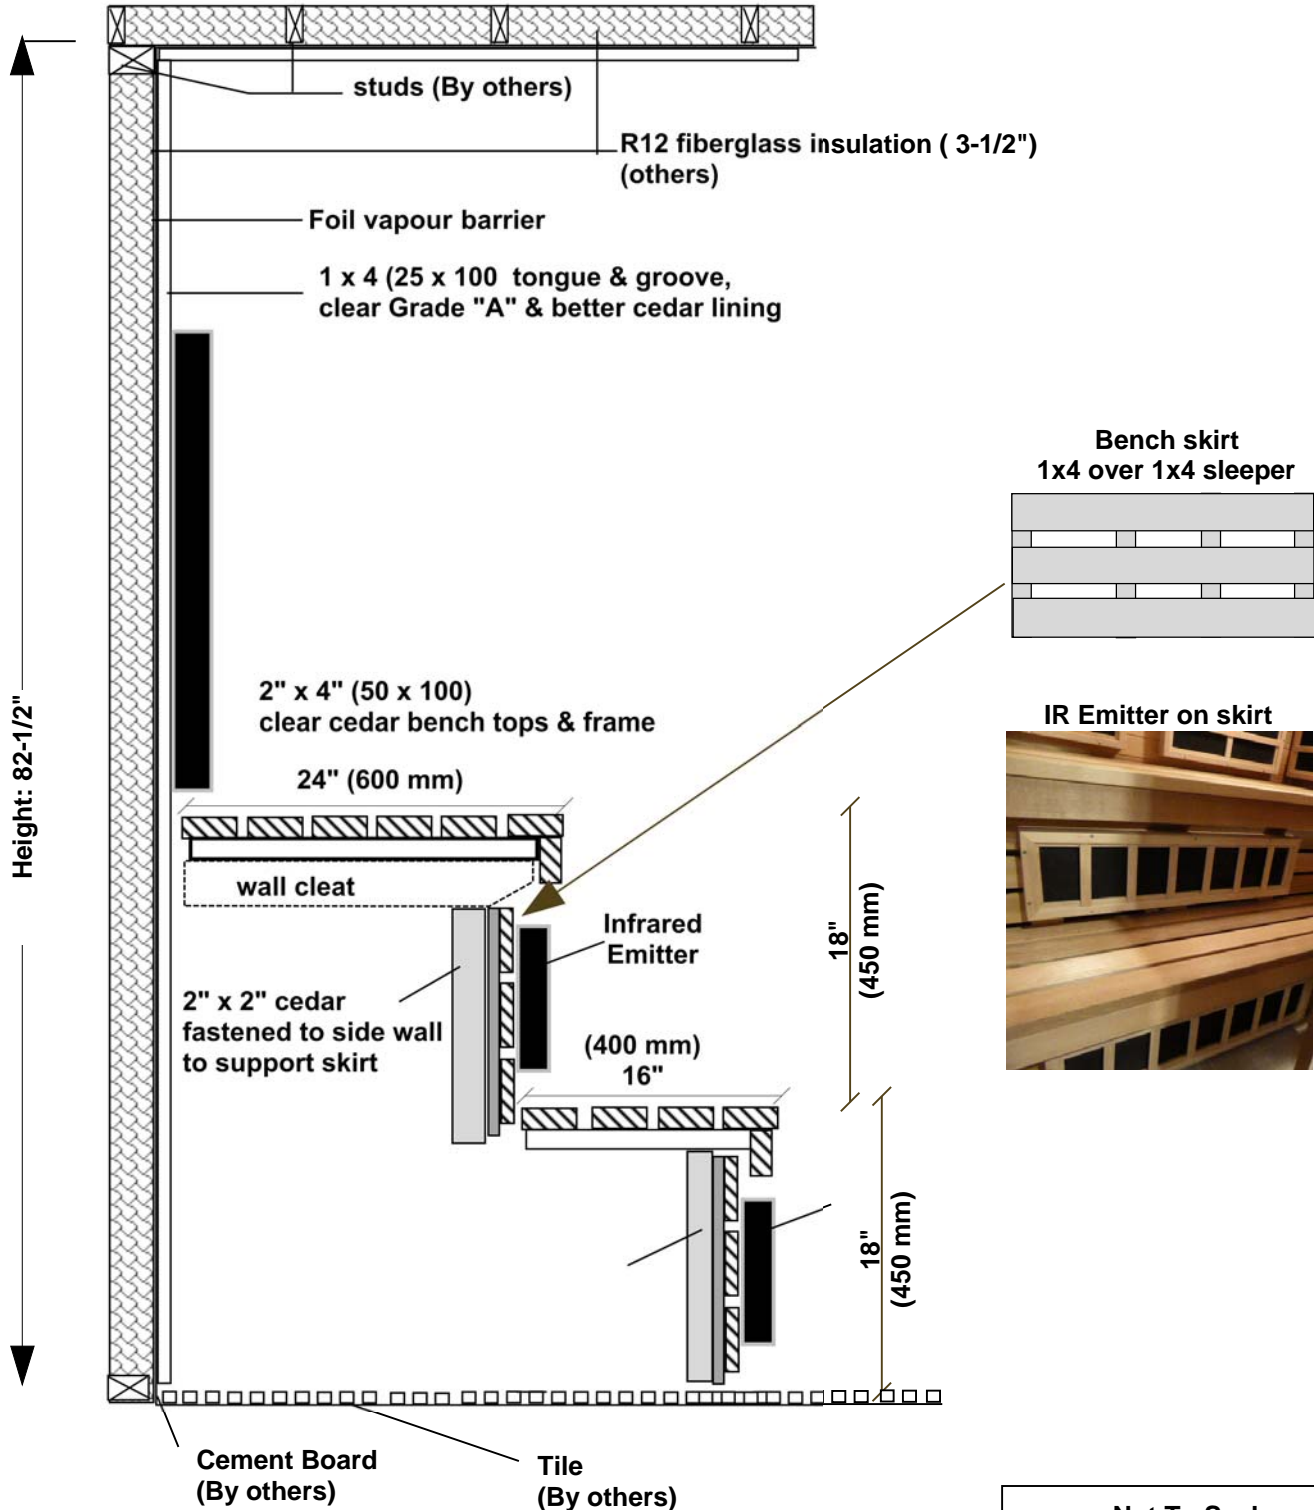 studs (By others)
R12 fiberglass insulation ( 3-1/2")
(others)
Foil vapour barrier
1 x 4 (25 x 100  tongue & groove,
clear Grade "A" & better cedar lining
Bench skirt
1x4 over 1x4 sleeper
Height: 82-1/2"
2" x 4" (50 x 100)
clear cedar bench tops & frame
24" (600 mm)
IR Emitter on skirt
wall cleat
Infrared
Emitter
18"
(450 mm)
2" x 2" cedar
fastened to side wall
to support skirt
(400 mm)
16"
18"
(450 mm)
Cement Board
(By others)
Tile
(By others)